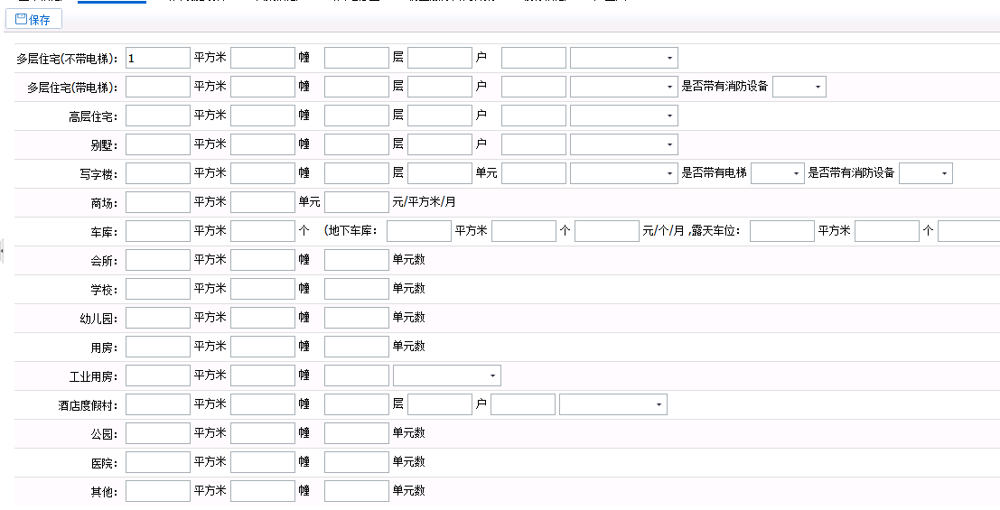 保存
多层住宅(不带电梯)： 1 平方米 幢 层 户
多层住宅(带电梯)： 平方米 幢 层 户 是否带有消防设备
高层住宅： 平方米 幢 层 户
别墅： 平方米 幢 层 户
写字楼： 平方米 幢 层 单元 是否带有电梯 是否带有消防设备
商场： 平方米 单元 元/平方米/月
车库： 平方米 个 (地下车库： 平方米 个 元/个/月 ,露天车位： 平方米 个
会所： 平方米 幢 单元数
学校： 平方米 幢 单元数
幼儿园： 平方米 幢 单元数
用房： 平方米 幢 单元数
工业用房： 平方米 幢
酒店度假村： 平方米 幢 层 户
公园： 平方米 幢 单元数
医院： 平方米 幢 单元数
其他： 平方米 幢 单元数